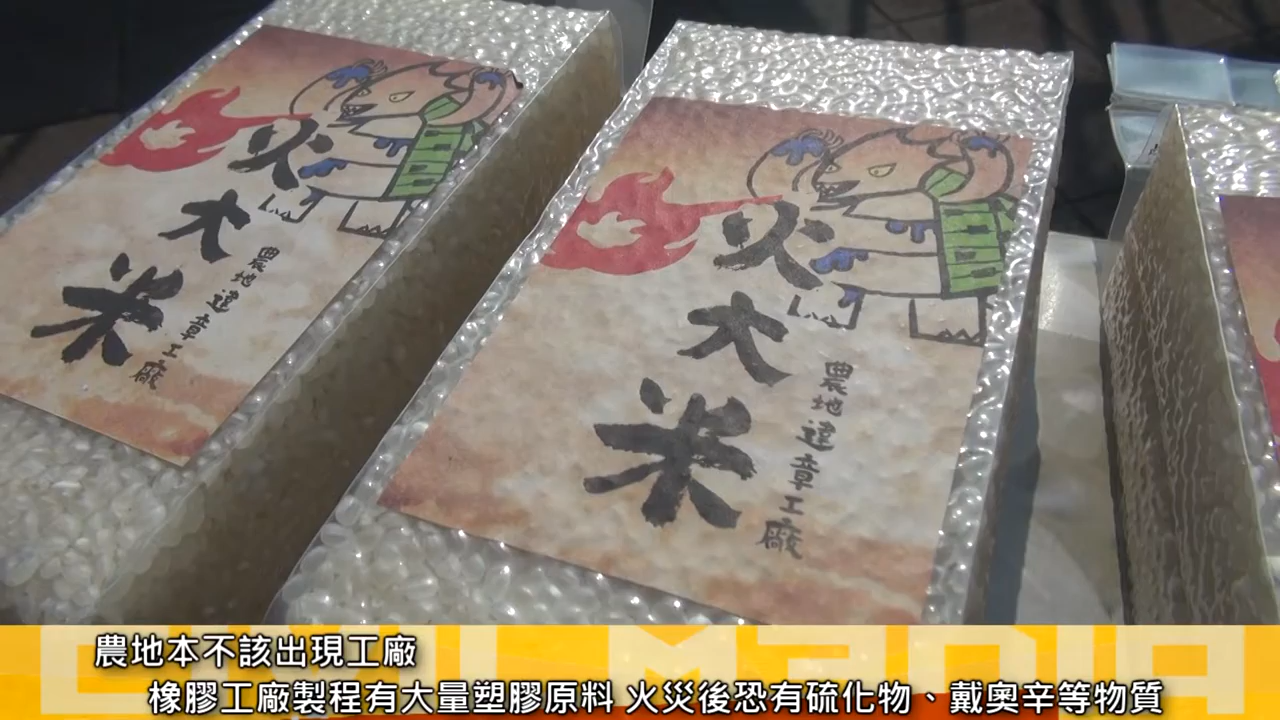 火大米
農地違章工廠
火大米
農地違章工廠
農地本不該出現工廠
橡膠工廠製程有大量塑膠原料 火災後恐有硫化物、戴奧辛等物質